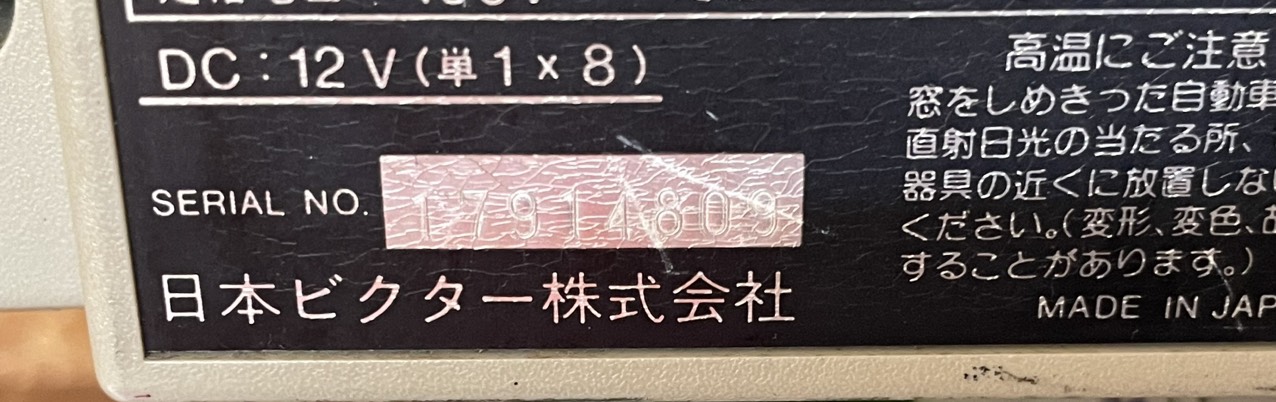 DC：12V（単1×8）
SERIAL NO. 17914809
日本ビクター株式会社
高温にご注意
窓をしめきった自動車
直射日光の当たる所、
器具の近くに放置しな
ください。（変形、変色、
することがあります。）
MADE IN JAP